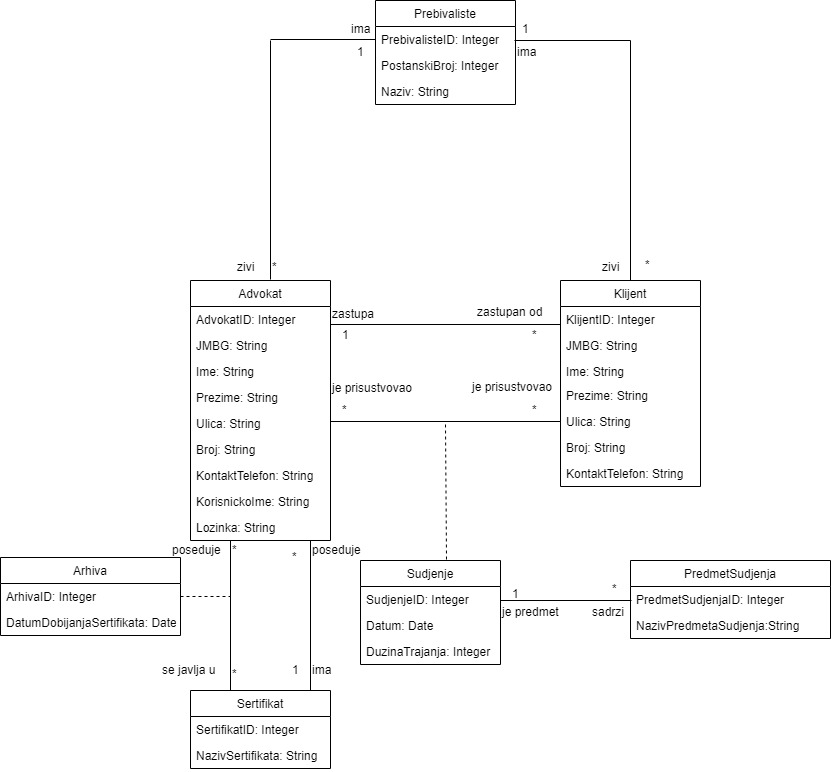 Prebivaliste
PrebivalisteID: Integer
PostanskiBroj: Integer
Naziv: String
ima
1
1
ima
zivi
*
zivi
*
Advokat
AdvokatID: Integer
JMBG: String
Ime: String
Prezime: String
Ulica: String
Broj: String
KontaktTelefon: String
KorisnickoIme: String
Lozinka: String
zastupa
1
zastupan od
*
je prisustvovao
*
je prisustvovao
*
Klijent
KlijentID: Integer
JMBG: String
Ime: String
Prezime: String
Ulica: String
Broj: String
KontaktTelefon: String
poseduje
*
*
poseduje
Arhiva
ArhivaID: Integer
DatumDobijanjaSertifikata: Date
Sudjenje
SudjenjeID: Integer
Datum: Date
DuzinaTrajanja: Integer
1
je predmet
*
sadrzi
PredmetSudjenja
PredmetSudjenjaID: Integer
NazivPredmetaSudjenja:String
se javlja u
*
1
ima
Sertifikat
SertifikatID: Integer
NazivSertifikata: String